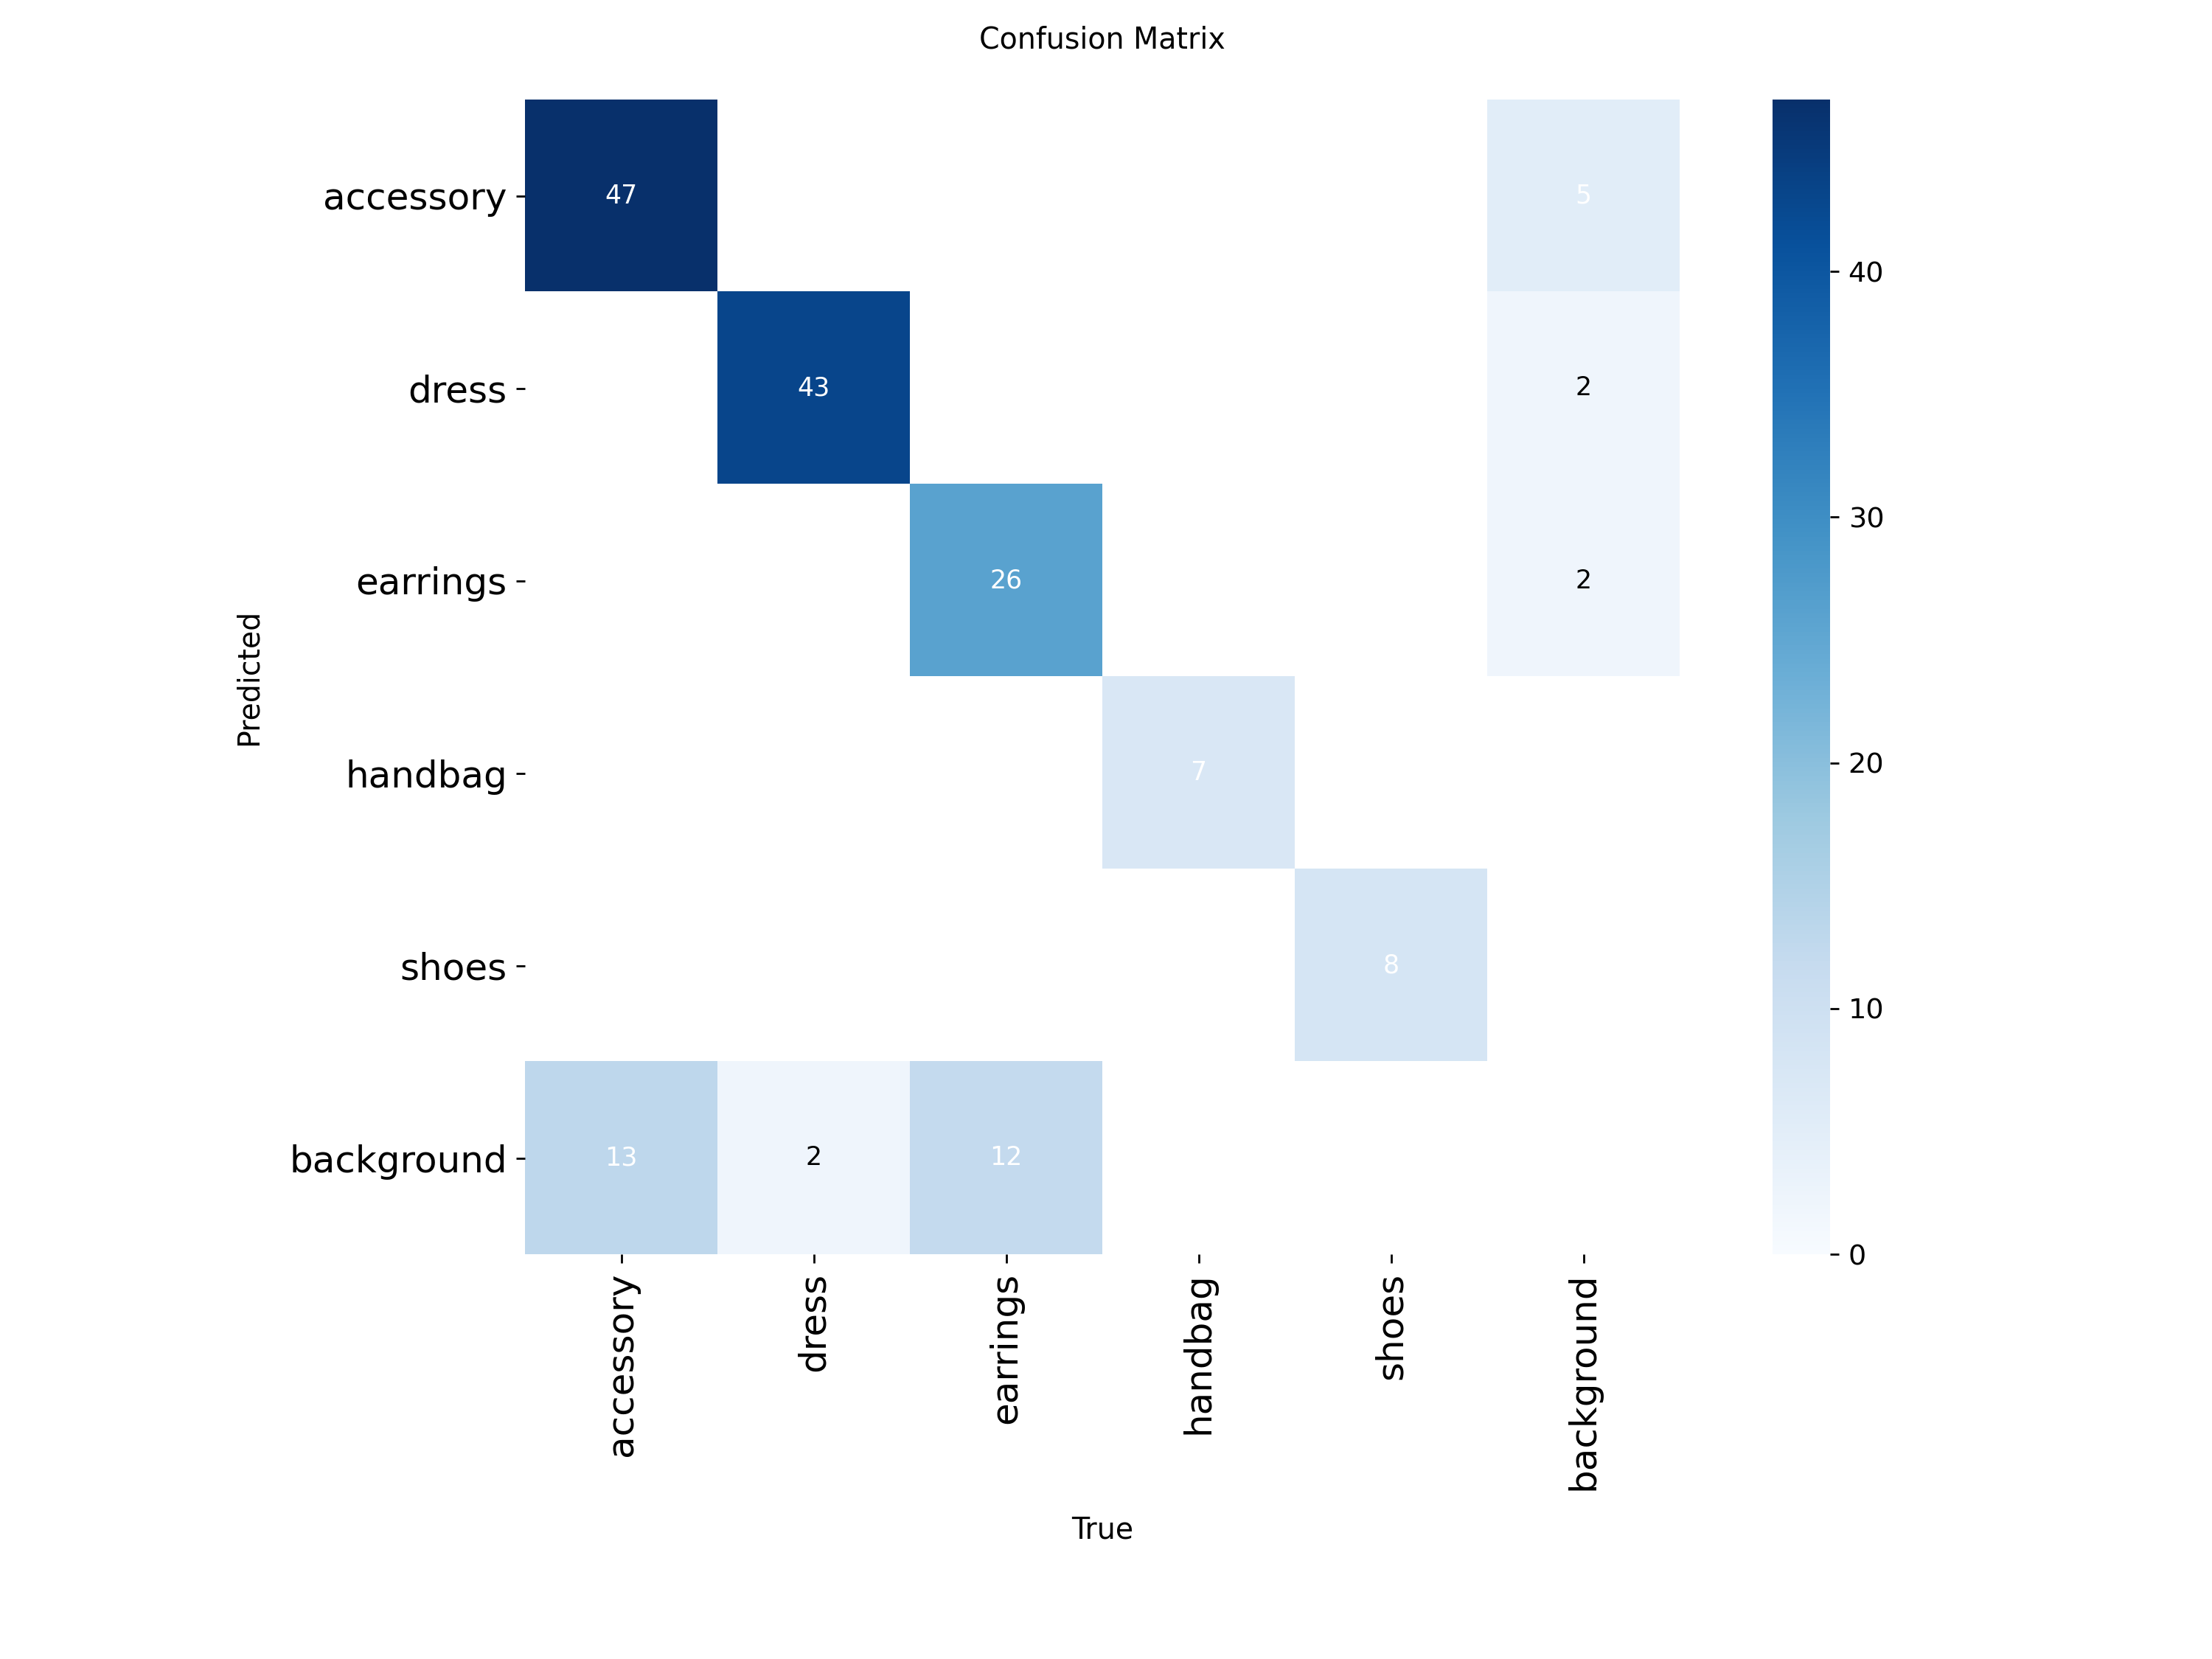 Confusion Matrix
accessory
47
5
40
dress
43
2
30
earrings
26
2
Predicted
20
handbag
7
shoes
8
10
background
13
2
12
0
accessory
dress
earrings
handbag
shoes
background
True